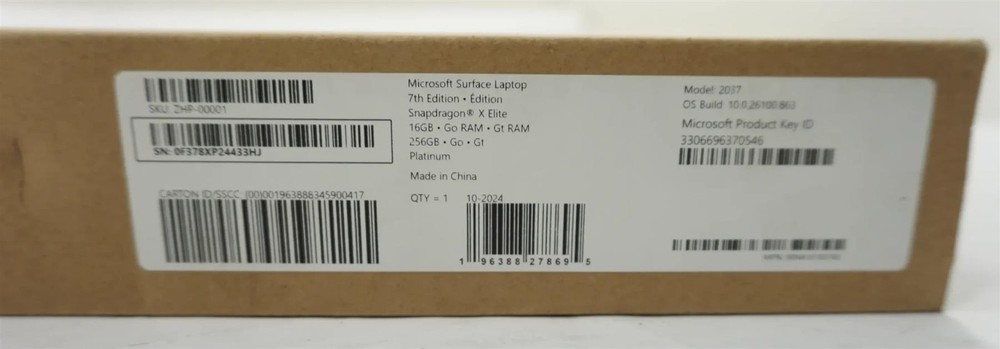 SKU: ZHP-00001
SN: 0F378XP24433HJ
CARTON ID/SSCC (00)001963888345900417
Microsoft Surface Laptop
7th Edition • Édition
Snapdragon® X Elite
16GB • Go RAM • Gt RAM
256GB • Go • Gt
Platinum
Made in China
QTY = 1 10-2024
1 96388 27869 5
Model: 2037
OS Build: 10.0.26100.863
Microsoft Product Key ID
3306696370546